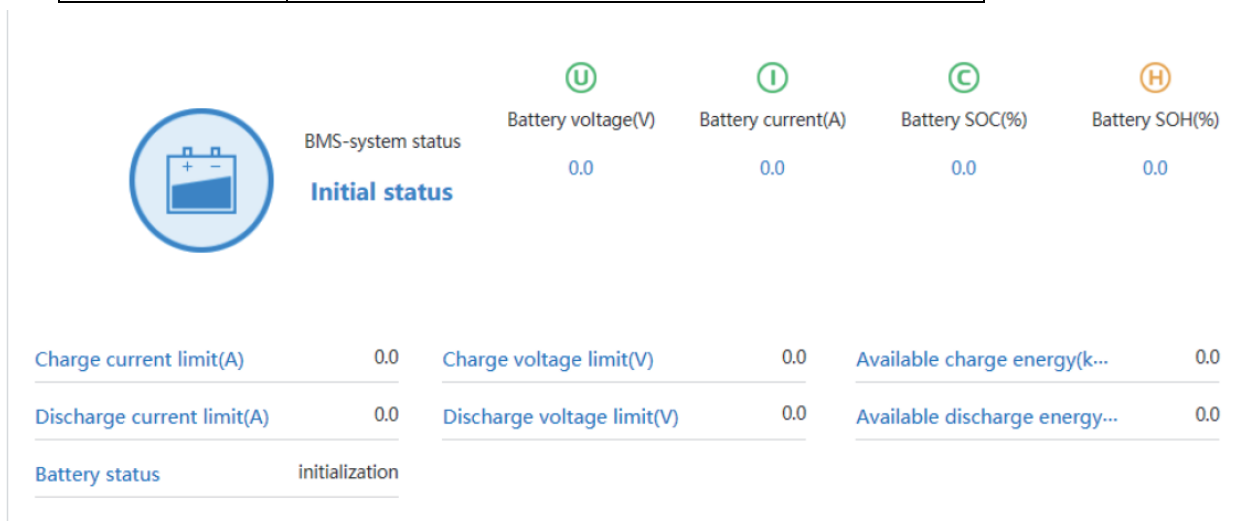 U I C H
Battery voltage(V) Battery current(A) Battery SOC(%) Battery SOH(%)
BMS-system status
0.0 0.0 0.0 0.0
Initial status
+ −
Charge current limit(A) 0.0 Charge voltage limit(V) 0.0 Available charge energy(k··· 0.0
Discharge current limit(A) 0.0 Discharge voltage limit(V) 0.0 Available discharge energy··· 0.0
Battery status initialization